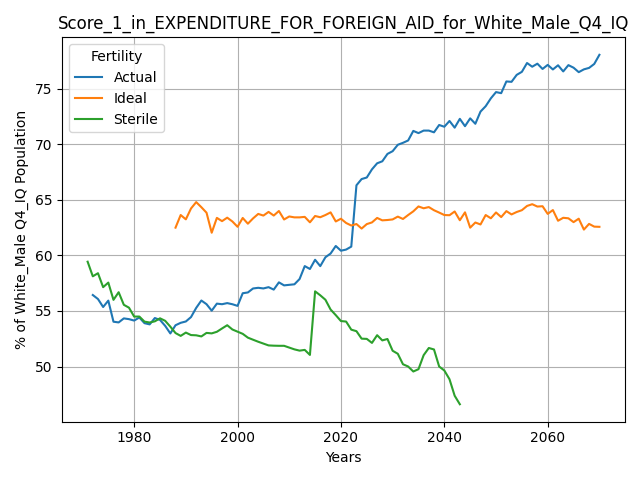 Score_1_in_EXPENDITURE_FOR_FOREIGN_AID_for_White_Male_Q4_IQ
Fertility
Actual
Ideal
Sterile
% of White_Male Q4_IQ Population
75
70
65
60
55
50
1980
2000
2020
2040
2060
Years